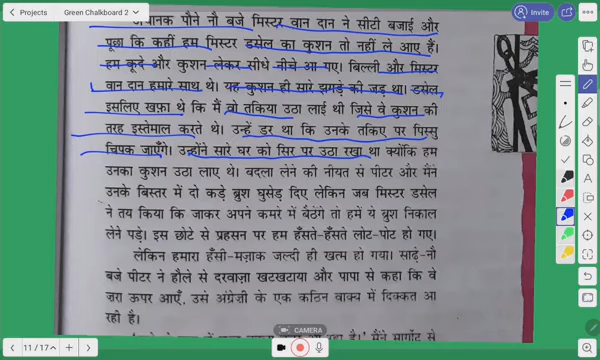 Projects
Green Chalkboard 2
Invite
अचानक पौने नौ बजे मिस्टर वान दान ने सीटी बजाई और
पूछा कि कहीं हम मिस्टर डसेल का कुशन तो नहीं ले आए हैं।
हम कूदे और कुशन लेकर सीधे नीचे आ गए। बिल्ली और मिस्टर
वान दान हमारे साथ थे। यह कुशन ही सारे झगड़े की जड़ था। डसेल
इसलिए खफ़ा थे कि मैं वो तकिया उठा लाई थी जिसे वे कुशन की
तरह इस्तेमाल करते थे। उन्हें डर था कि उनके तकिए पर पिस्सू
चिपक जाएँगे। उन्होंने सारे घर को सिर पर उठा रखा था क्योंकि हम
उनका कुशन उठा लाए थे। बदला लेने की नीयत से पीटर और मैंने
उनके बिस्तर में दो कड़े ब्रुश घुसेड़ दिए लेकिन जब मिस्टर डसेल
ने तय किया कि जाकर अपने कमरे में बैठेंगे तो हमें ये ब्रुश निकाल
लेने पड़े। इस छोटे से प्रहसन पर हम हँसते-हँसते लोट-पोट हो गए।
लेकिन हमारा हँसी-मज़ाक जल्दी ही खत्म हो गया। साढ़े-नौ
बजे पीटर ने हौले से दरवाज़ा खटखटाया और पापा से कहा कि वे
ज़रा ऊपर आएँ, उसे अंग्रेज़ी के एक कठिन वाक्य में दिक्कत आ
रही है।
मैंने मार्गोट से
CAMERA
11 / 17